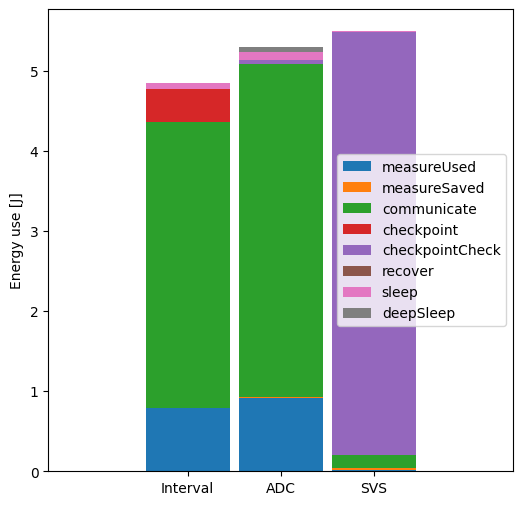 Energy use [J]
5
4
3
2
1
0
measureUsed
measureSaved
communicate
checkpoint
checkpointCheck
recover
sleep
deepSleep
Interval
ADC
SVS